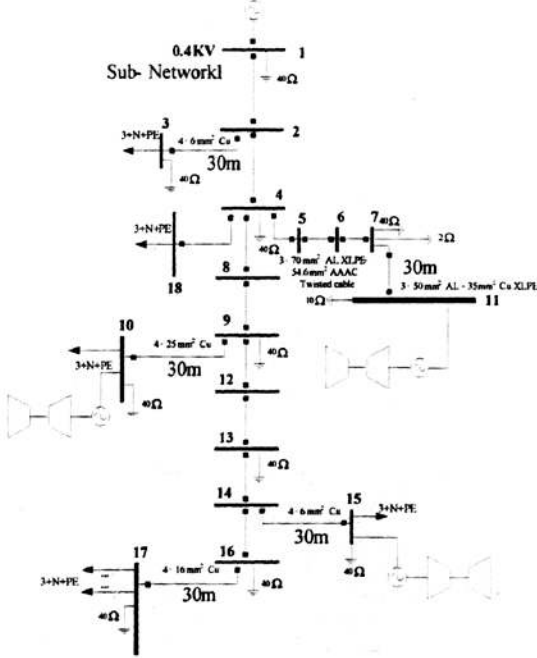 0.4KV
1
Sub- Network1
40Ω
3
2
3+N+PE
4 · 6mm² Cu
30m
40Ω
4
3+N+PE
40Ω
5
6
7
40Ω
2Ω
18
3 · 70mm² AL XLPE
54.6mm² AAAC
Twisted cable
30m
8
3 · 50mm² AL - 35mm² Cu XLPE
10Ω
11
10
9
4 · 25mm² Cu
3+N+PE
30m
40Ω
40Ω
12
13
40Ω
14
15
4 · 6mm² Cu
3+N+PE
30m
40Ω
17
16
3+N+PE
4 · 16mm² Cu
30m
40Ω
40Ω